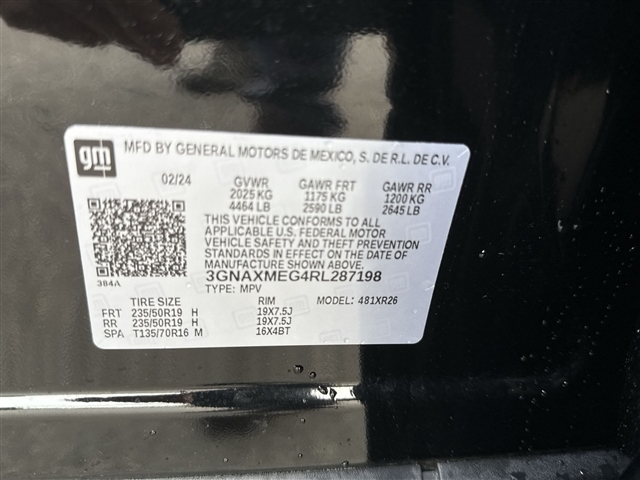 gm
MFD BY GENERAL MOTORS DE MEXICO, S. DE R.L. DE C.V.
02/24 GVWR GAWR FRT GAWR RR
2025 KG 1175 KG 1200 KG
4464 LB 2590 LB 2645 LB
THIS VEHICLE CONFORMS TO ALL
APPLICABLE U.S. FEDERAL MOTOR
VEHICLE SAFETY AND THEFT PREVENTION
STANDARDS IN EFFECT ON THE DATE
OF MANUFACTURE SHOWN ABOVE.
384A 3GNAXMEG4RL287198
TYPE: MPV MODEL: 481XR26
TIRE SIZE RIM
FRT 235/50R19 H 19X7.5J
RR 235/50R19 H 19X7.5J
SPA T135/70R16 M 16X4BT